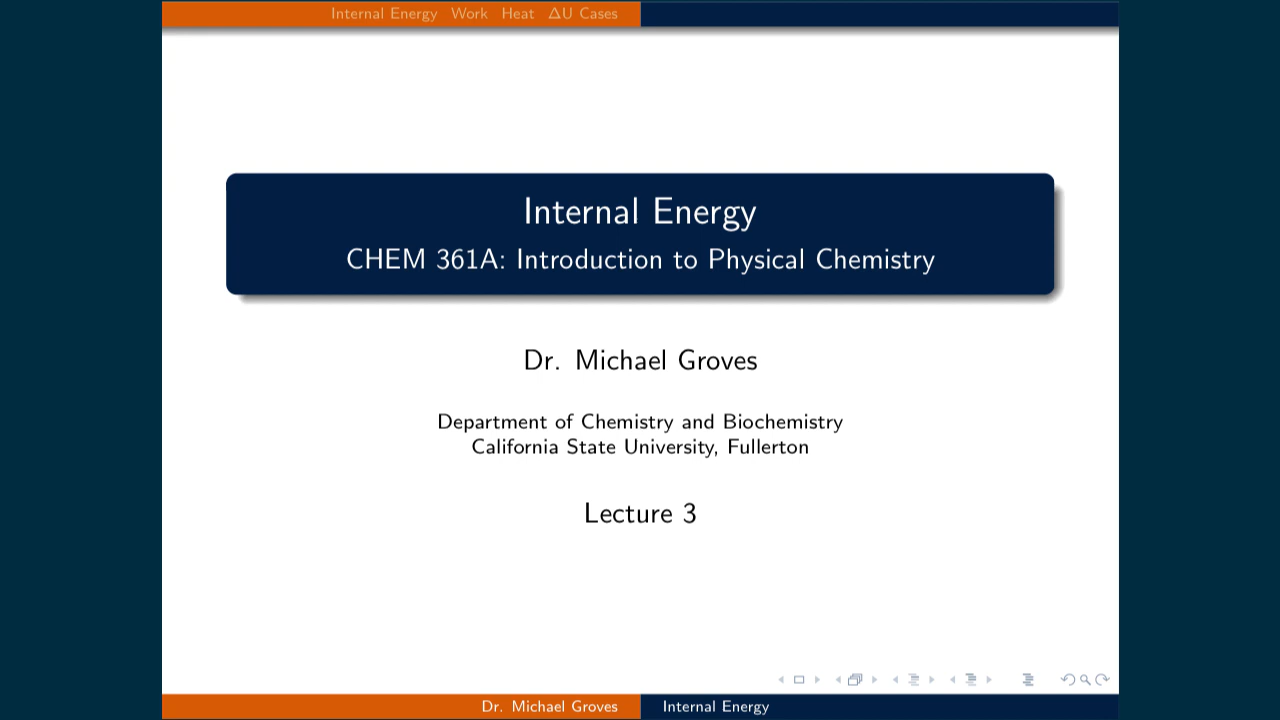 Internal Energy Work Heat ΔU Cases
Internal Energy
CHEM 361A: Introduction to Physical Chemistry
Dr. Michael Groves
Department of Chemistry and Biochemistry
California State University, Fullerton
Lecture 3
Dr. Michael Groves Internal Energy